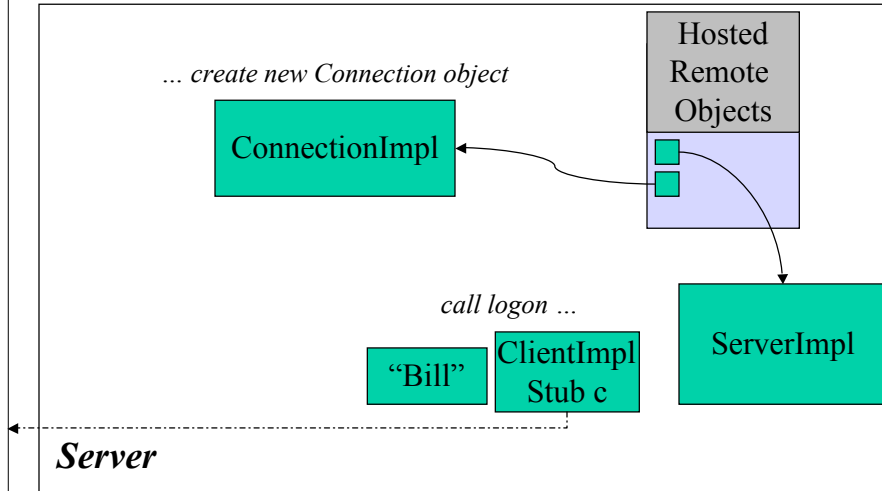 Hosted
Remote
Objects
… create new Connection object
ConnectionImpl
call logon …
“Bill”
ClientImpl
Stub c
ServerImpl
Server